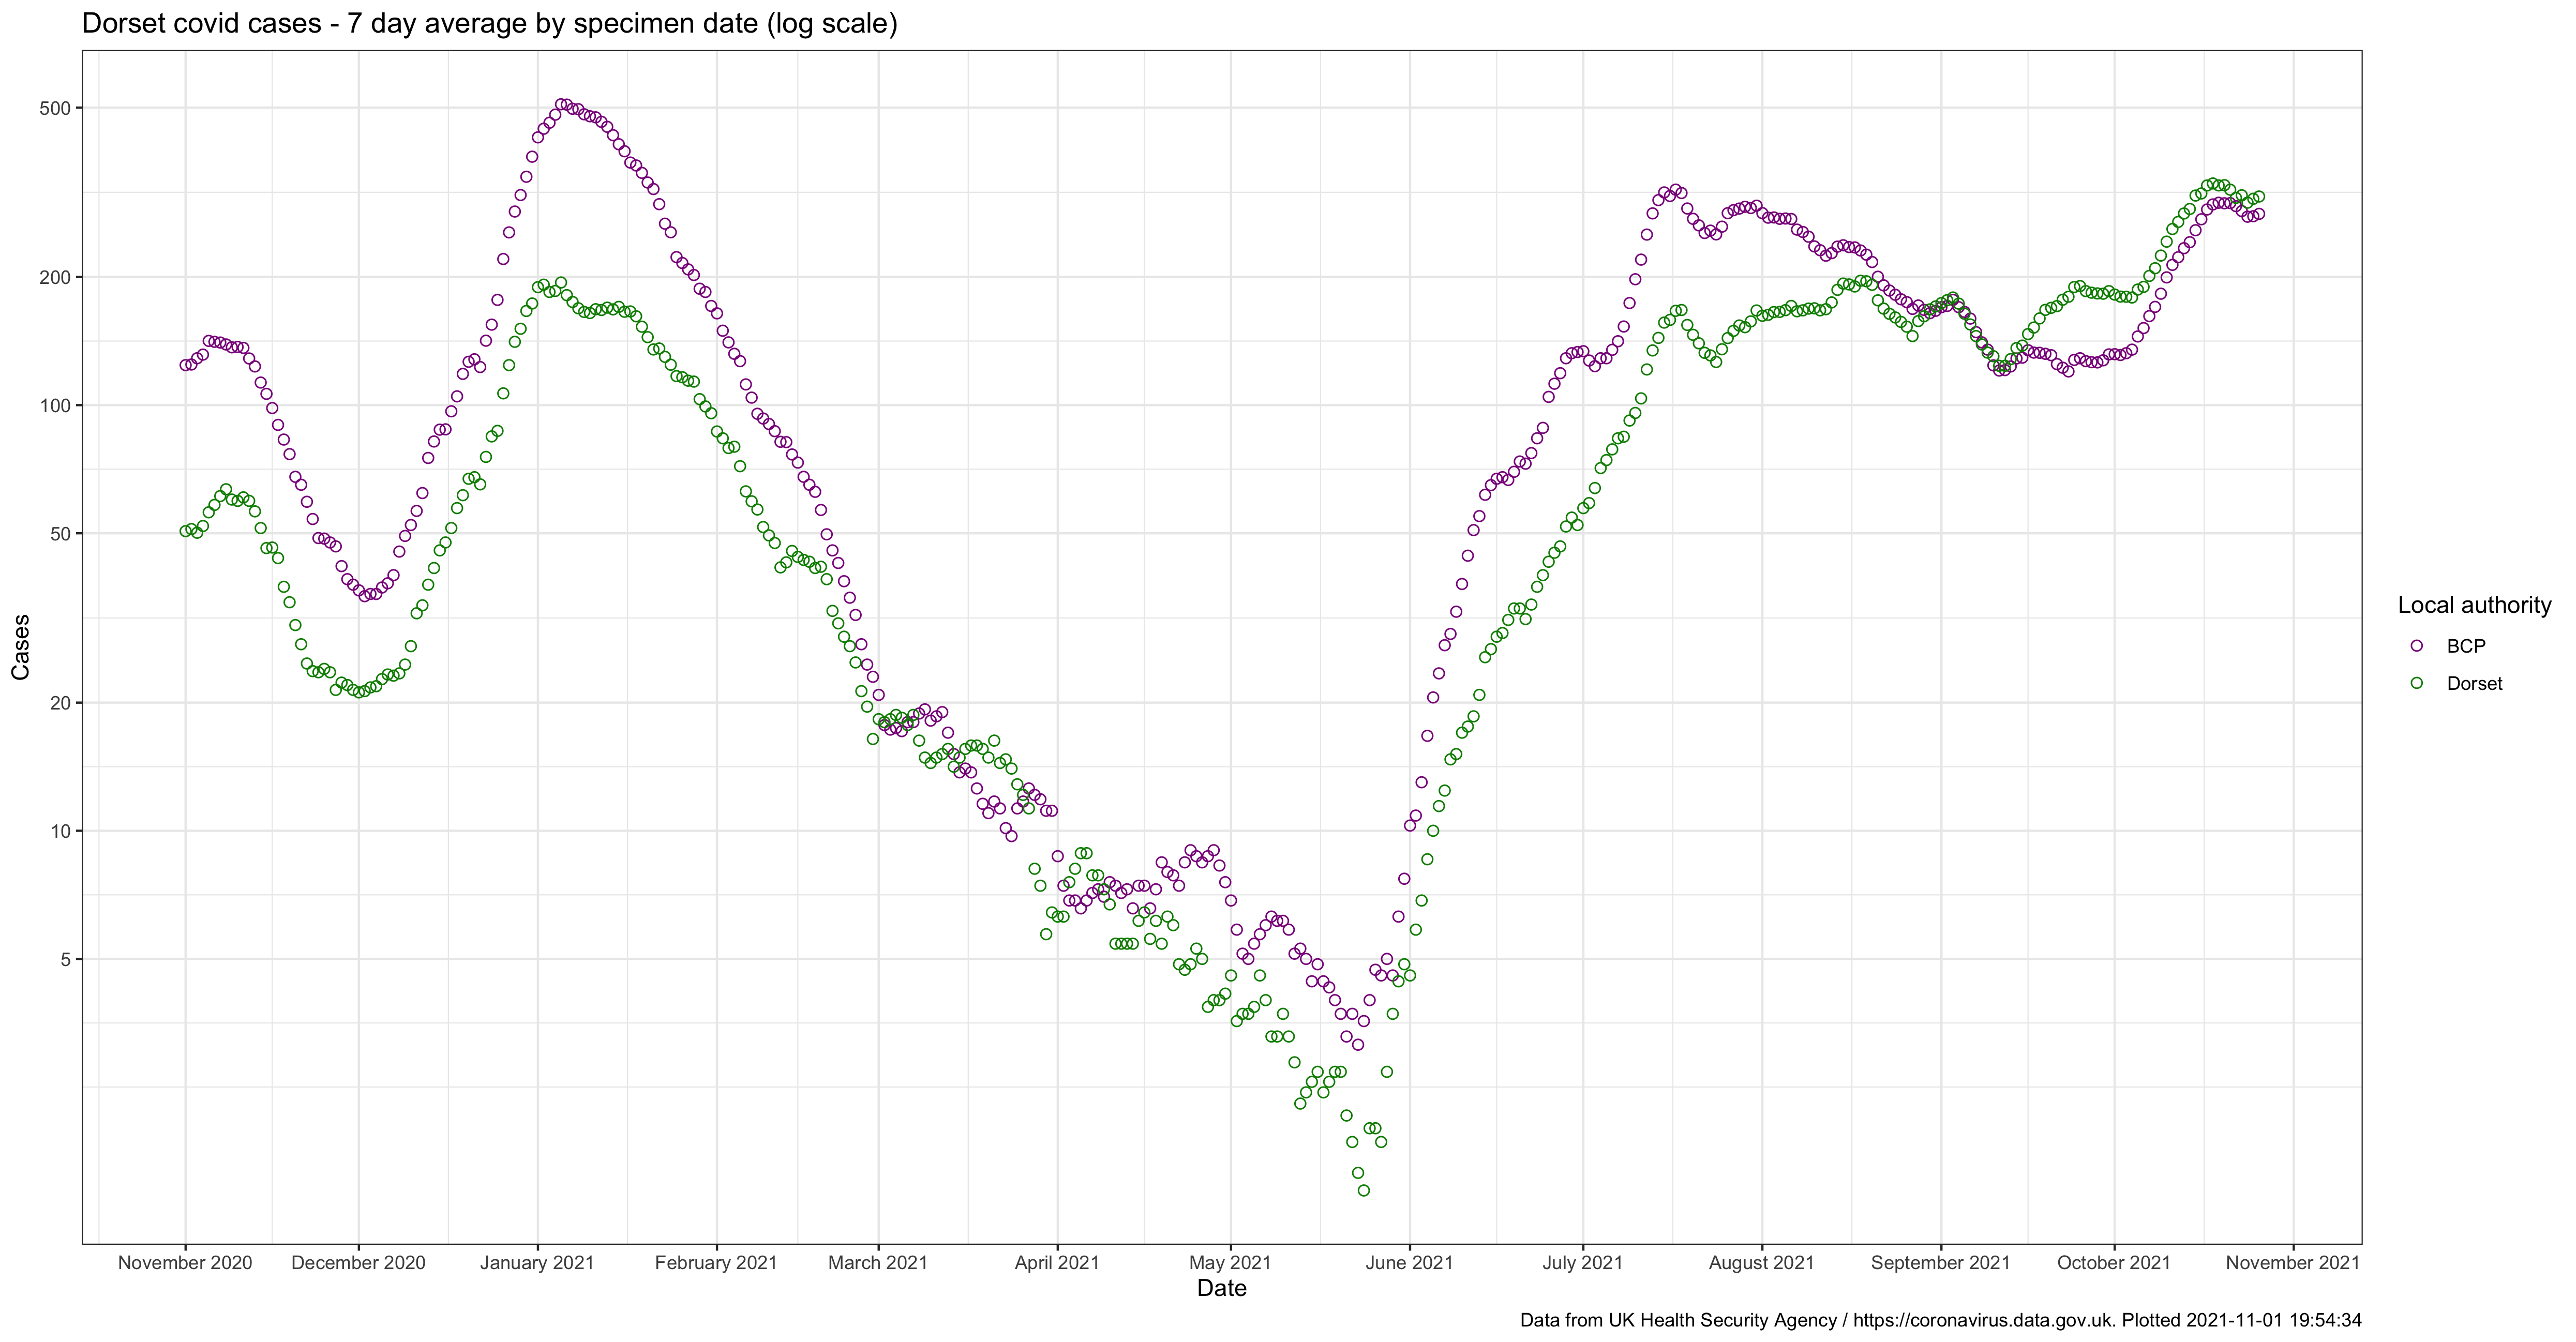 Dorset covid cases - 7 day average by specimen date (log scale)
500
200
100
50
20
10
5
Cases
November 2020 December 2020 January 2021 February 2021 March 2021 April 2021 May 2021 June 2021 July 2021 August 2021 September 2021 October 2021 November 2021
Date
Local authority
BCP
Dorset
Data from UK Health Security Agency / https://coronavirus.data.gov.uk. Plotted 2021-11-01 19:54:34